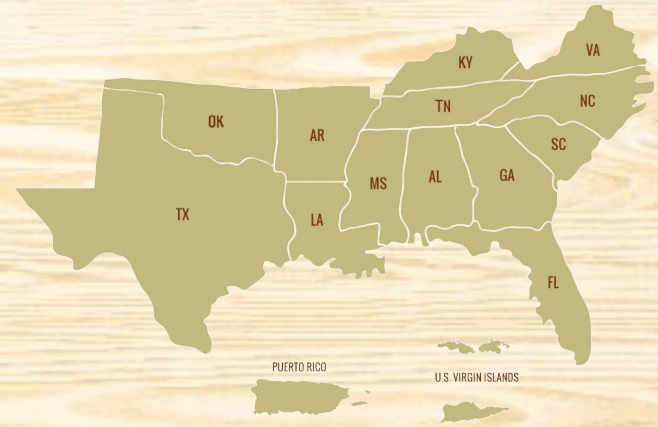 KY
VA
TN
NC
OK
AR
SC
MS
AL
GA
TX
LA
FL
PUERTO RICO
U.S. VIRGIN ISLANDS